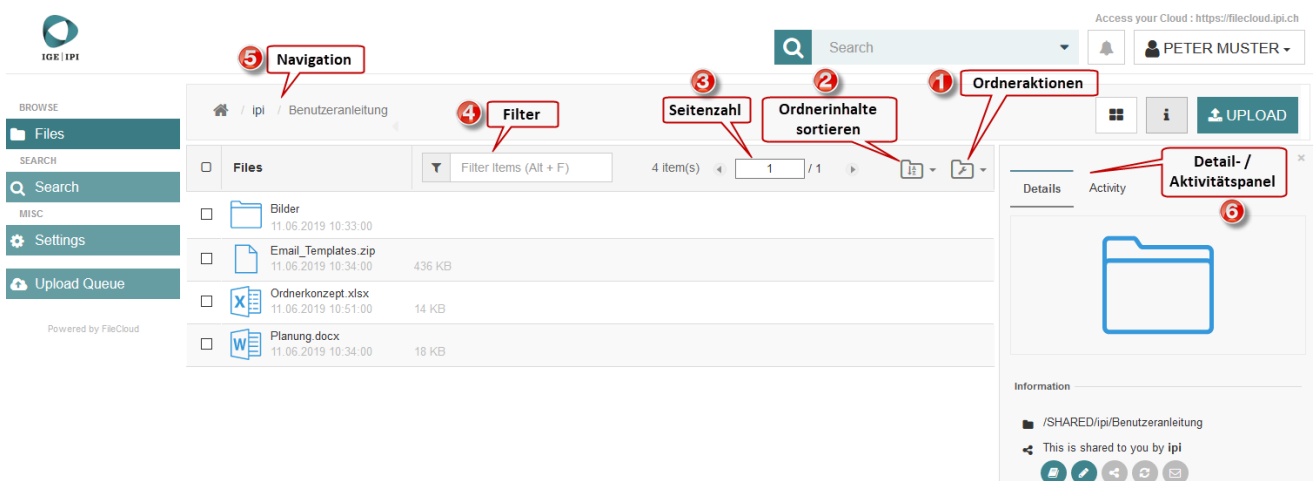 Access your Cloud : https://filecloud.ipi.ch
IGE | IPI
Search
PETER MUSTER
5 Navigation
3 Seitenzahl
2 Ordnerinhalte
sortieren
1 Ordneraktionen
4 Filter
BROWSE
Files
SEARCH
Search
MISC
Settings
Upload Queue
Powered by FileCloud
/ ipi / Benutzeranleitung
i
UPLOAD
Files
Filter Items (Alt + F)
4 item(s)
1 / 1
Bilder
11.06.2019 10:33:00
Email_Templates.zip
11.06.2019 10:34:00 436 KB
Ordnerkonzept.xlsx
11.06.2019 10:51:00 14 KB
Planung.docx
11.06.2019 10:34:00 18 KB
Detail- /
Aktivitätspanel
6
×
Details Activity
Information
/SHARED/ipi/Benutzeranleitung
This is shared to you by ipi